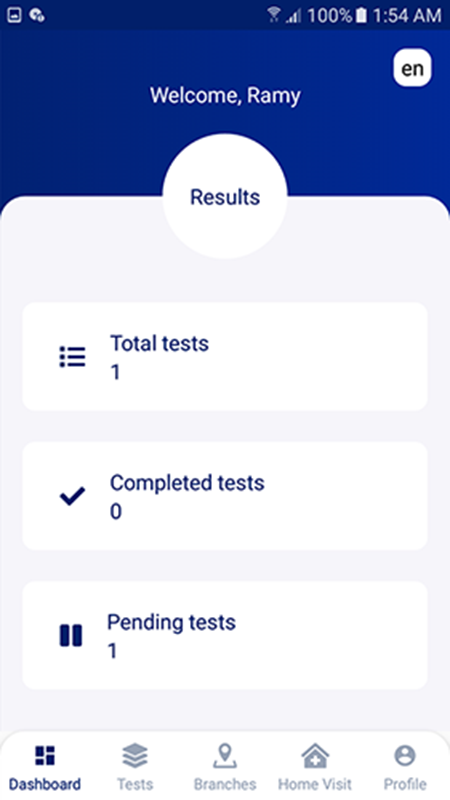 100% 1:54 AM
en
Welcome, Ramy
Results
Total tests
1
Completed tests
0
Pending tests
1
Dashboard Tests Branches Home Visit Profile